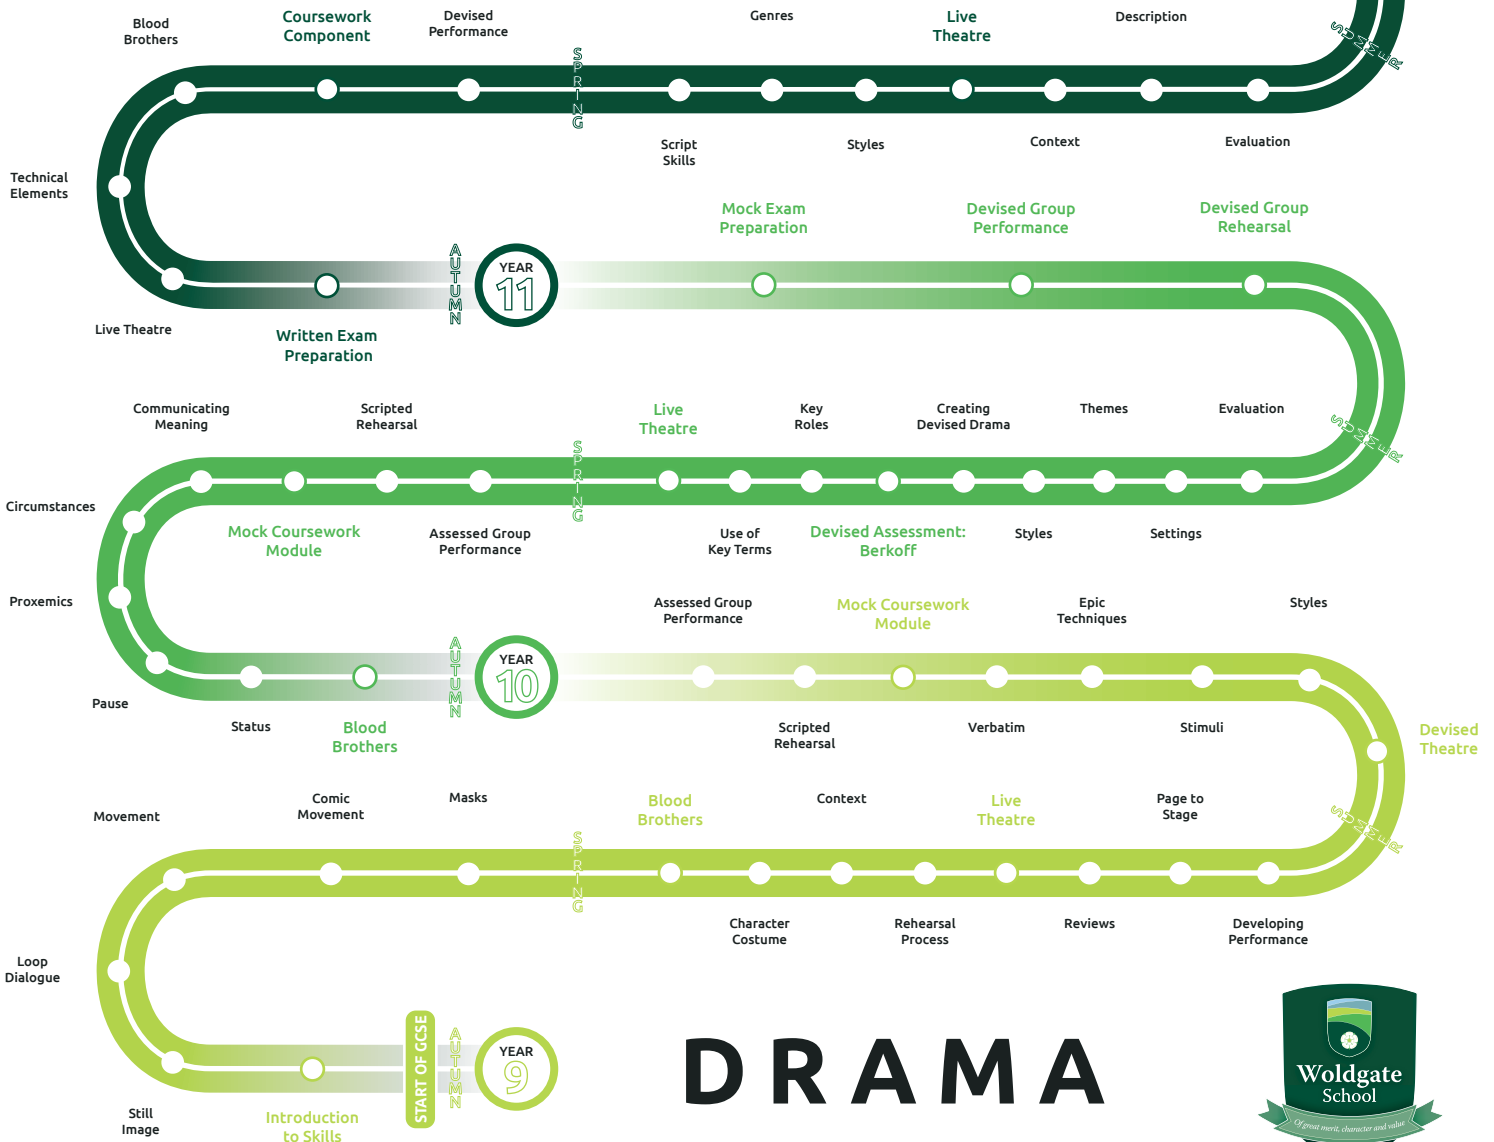 Blood
Brothers
Coursework
Component
Devised
Performance
Genres
Live
Theatre
Description
SUMMER
SPRING
Script
Skills
Styles
Context
Evaluation
Technical
Elements
Mock Exam
Preparation
Devised Group
Performance
Devised Group
Rehearsal
AUTUMN
YEAR
11
Live Theatre
Written Exam
Preparation
Communicating
Meaning
Scripted
Rehearsal
Live
Theatre
Key
Roles
Creating
Devised Drama
Themes
Evaluation
SUMMER
SPRING
Circumstances
Mock Coursework
Module
Assessed Group
Performance
Use of
Key Terms
Devised Assessment:
Berkoff
Styles
Settings
Proxemics
Assessed Group
Performance
Mock Coursework
Module
Epic
Techniques
Styles
AUTUMN
YEAR
10
Pause
Status
Blood
Brothers
Scripted
Rehearsal
Verbatim
Stimuli
Devised
Theatre
Movement
Comic
Movement
Masks
Blood
Brothers
Context
Live
Theatre
Page to
Stage
SUMMER
SPRING
Character
Costume
Rehearsal
Process
Reviews
Developing
Performance
Loop
Dialogue
START OF GCSE
AUTUMN
YEAR
9
Still
Image
Introduction
to Skills
DRAMA
Woldgate
School
Of great merit, character and value